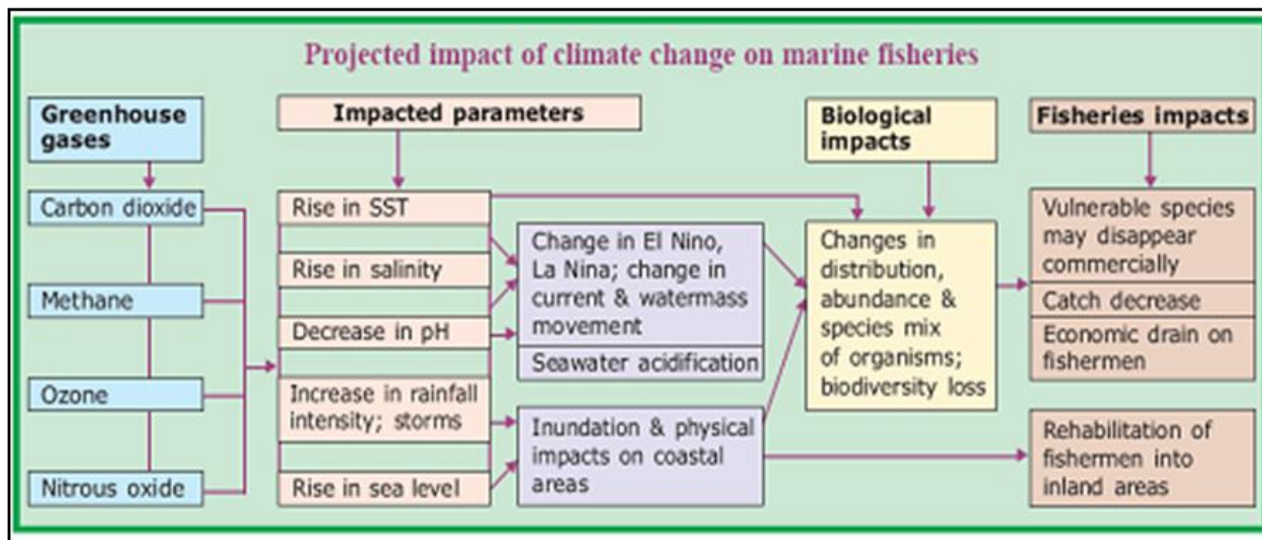 Projected impact of climate change on marine fisheries
Greenhouse
gases
Carbon dioxide
Methane
Ozone
Nitrous oxide
Impacted parameters
Rise in SST
Rise in salinity
Decrease in pH
Increase in rainfall
intensity; storms
Rise in sea level
Change in El Nino,
La Nina; change in
current & watermass
movement
Seawater acidification
Inundation & physical
impacts on coastal
areas
Biological
impacts
Changes in
distribution,
abundance &
species mix
of organisms;
biodiversity loss
Fisheries impacts
Vulnerable species
may disappear
commercially
Catch decrease
Economic drain on
fishermen
Rehabilitation of
fishermen into
inland areas